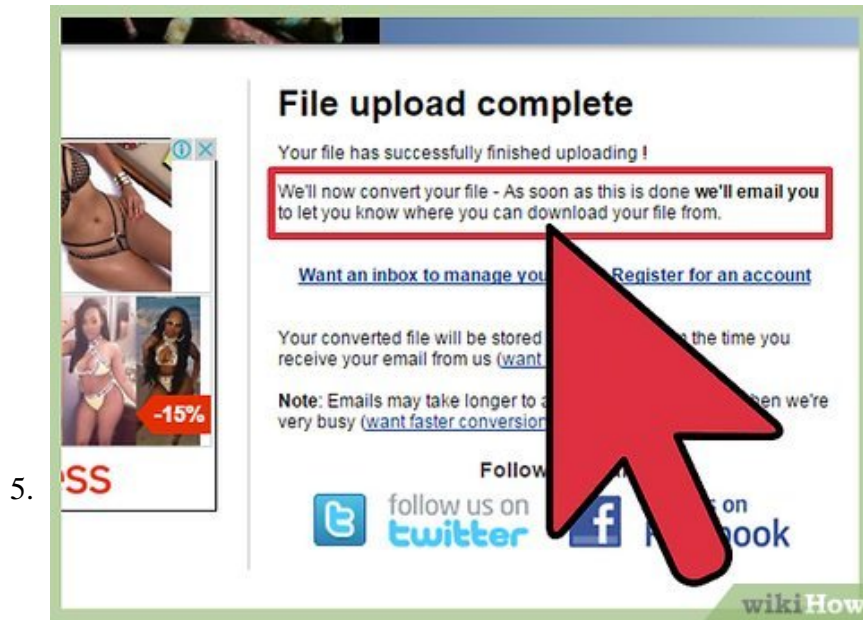 File upload complete
Your file has successfully finished uploading !
We'll now convert your file - As soon as this is done we'll email you
to let you know where you can download your file from.
Want an inbox to manage Register for an account
Your converted file will be stored the time you
receive your email from us (want
Note: Emails may take longer to when we're
very busy (want faster conversion
-15%
ss
5.
Follow
follow us on
twitter
f
on
wikiHow